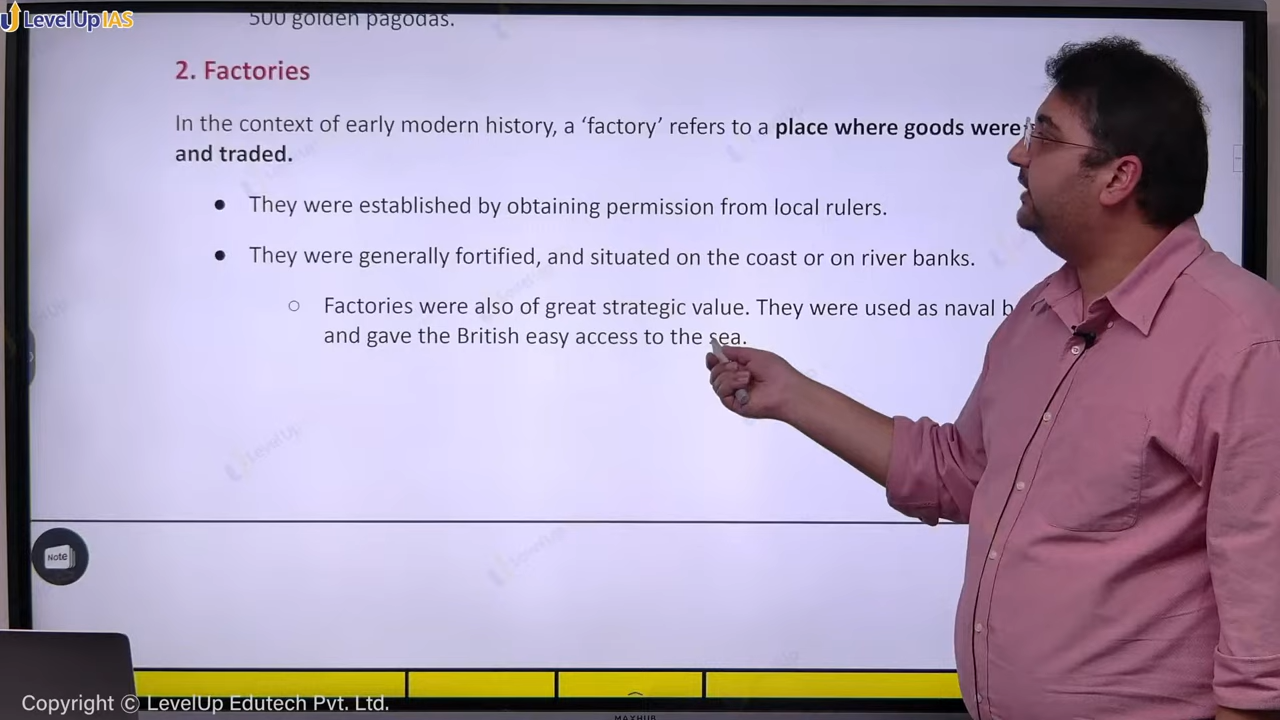 LevelUp IAS
500 golden pagodas.
2. Factories
In the context of early modern history, a ‘factory’ refers to a place where goods were
and traded.
● They were established by obtaining permission from local rulers.
● They were generally fortified, and situated on the coast or on river banks.
○ Factories were also of great strategic value. They were used as naval b
and gave the British easy access to the sea.
LevelUp
LevelUp
Note
Copyright © LevelUp Edutech Pvt. Ltd.
MAXHUB